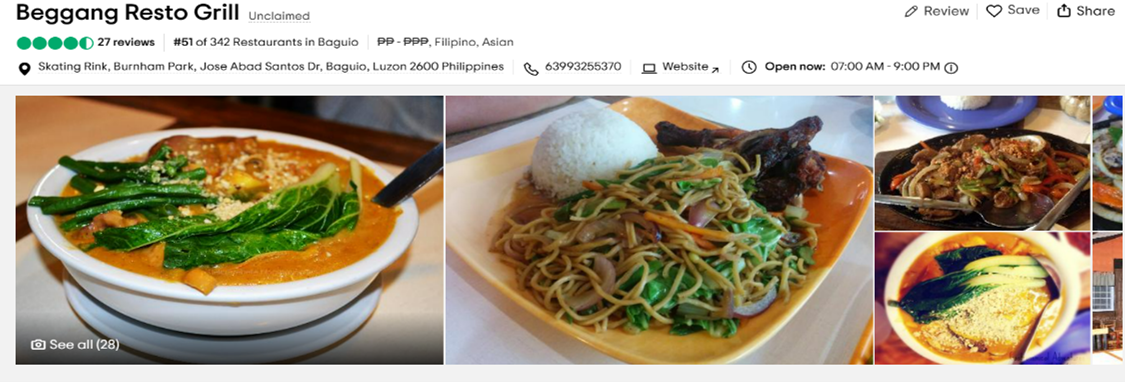 Beggang Resto Grill Unclaimed Review Save Share
27 reviews #51 of 342 Restaurants in Baguio ₱₱ - ₱₱₱, Filipino, Asian
Skating Rink, Burnham Park, Jose Abad Santos Dr, Baguio, Luzon 2600 Philippines 63993255370 Website Open now: 07:00 AM - 9:00 PM
See all (28)